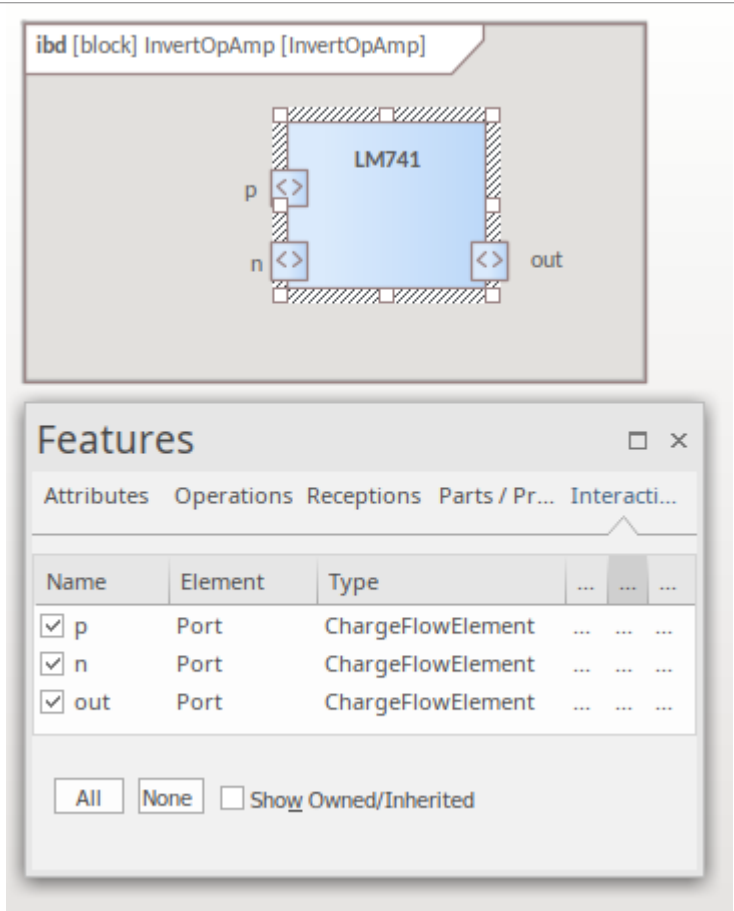 ibd [block] InvertOpAmp [InvertOpAmp]
LM741
p
n
out
Features
Attributes Operations Receptions Parts / Pr... Interacti...
Name Element Type ... ... ...
p Port ChargeFlowElement ... ... ...
n Port ChargeFlowElement ... ... ...
out Port ChargeFlowElement ... ... ...
All None Show Owned/Inherited